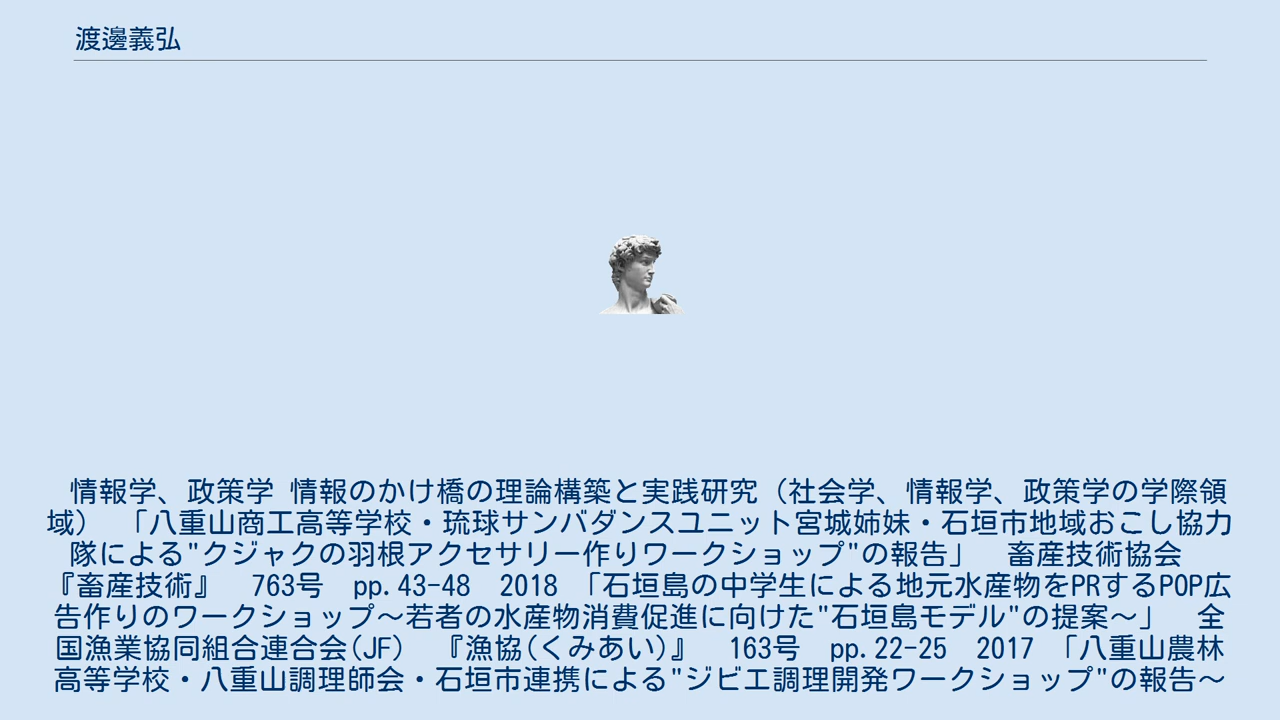 渡邊義弘
情報学、政策学 情報のかけ橋の理論構築と実践研究（社会学、情報学、政策学の学際領
域）　「八重山商工高等学校・琉球サンバダンスユニット宮城姉妹・石垣市地域おこし協力
隊による"クジャクの羽根アクセサリー作りワークショップ"の報告」　畜産技術協会
『畜産技術』　763号　pp.43-48　2018　「石垣島の中学生による地元水産物をPRするPOP広
告作りのワークショップ～若者の水産物消費促進に向けた"石垣島モデル"の提案～」　全
国漁業協同組合連合会(JF)　『漁協(くみあい)』　163号　pp.22-25　2017　「八重山農林
高等学校・八重山調理師会・石垣市連携による"ジビエ調理開発ワークショップ"の報告～